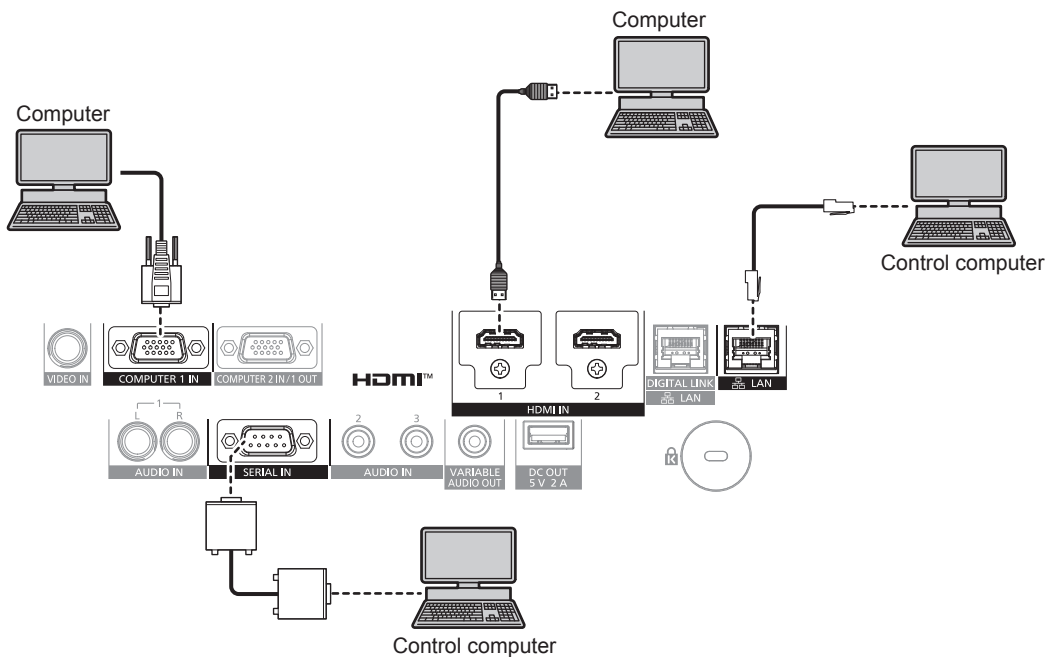 Computer
Computer
Control computer
VIDEO IN
COMPUTER 1 IN
COMPUTER 2 IN/1 OUT
HDMI™
1
2
HDMI IN
DIGITAL LINK
LAN
LAN
1
L
R
AUDIO IN
SERIAL IN
2
3
AUDIO IN
VARIABLE
AUDIO OUT
DC OUT
5 V 2 A
K
Control computer